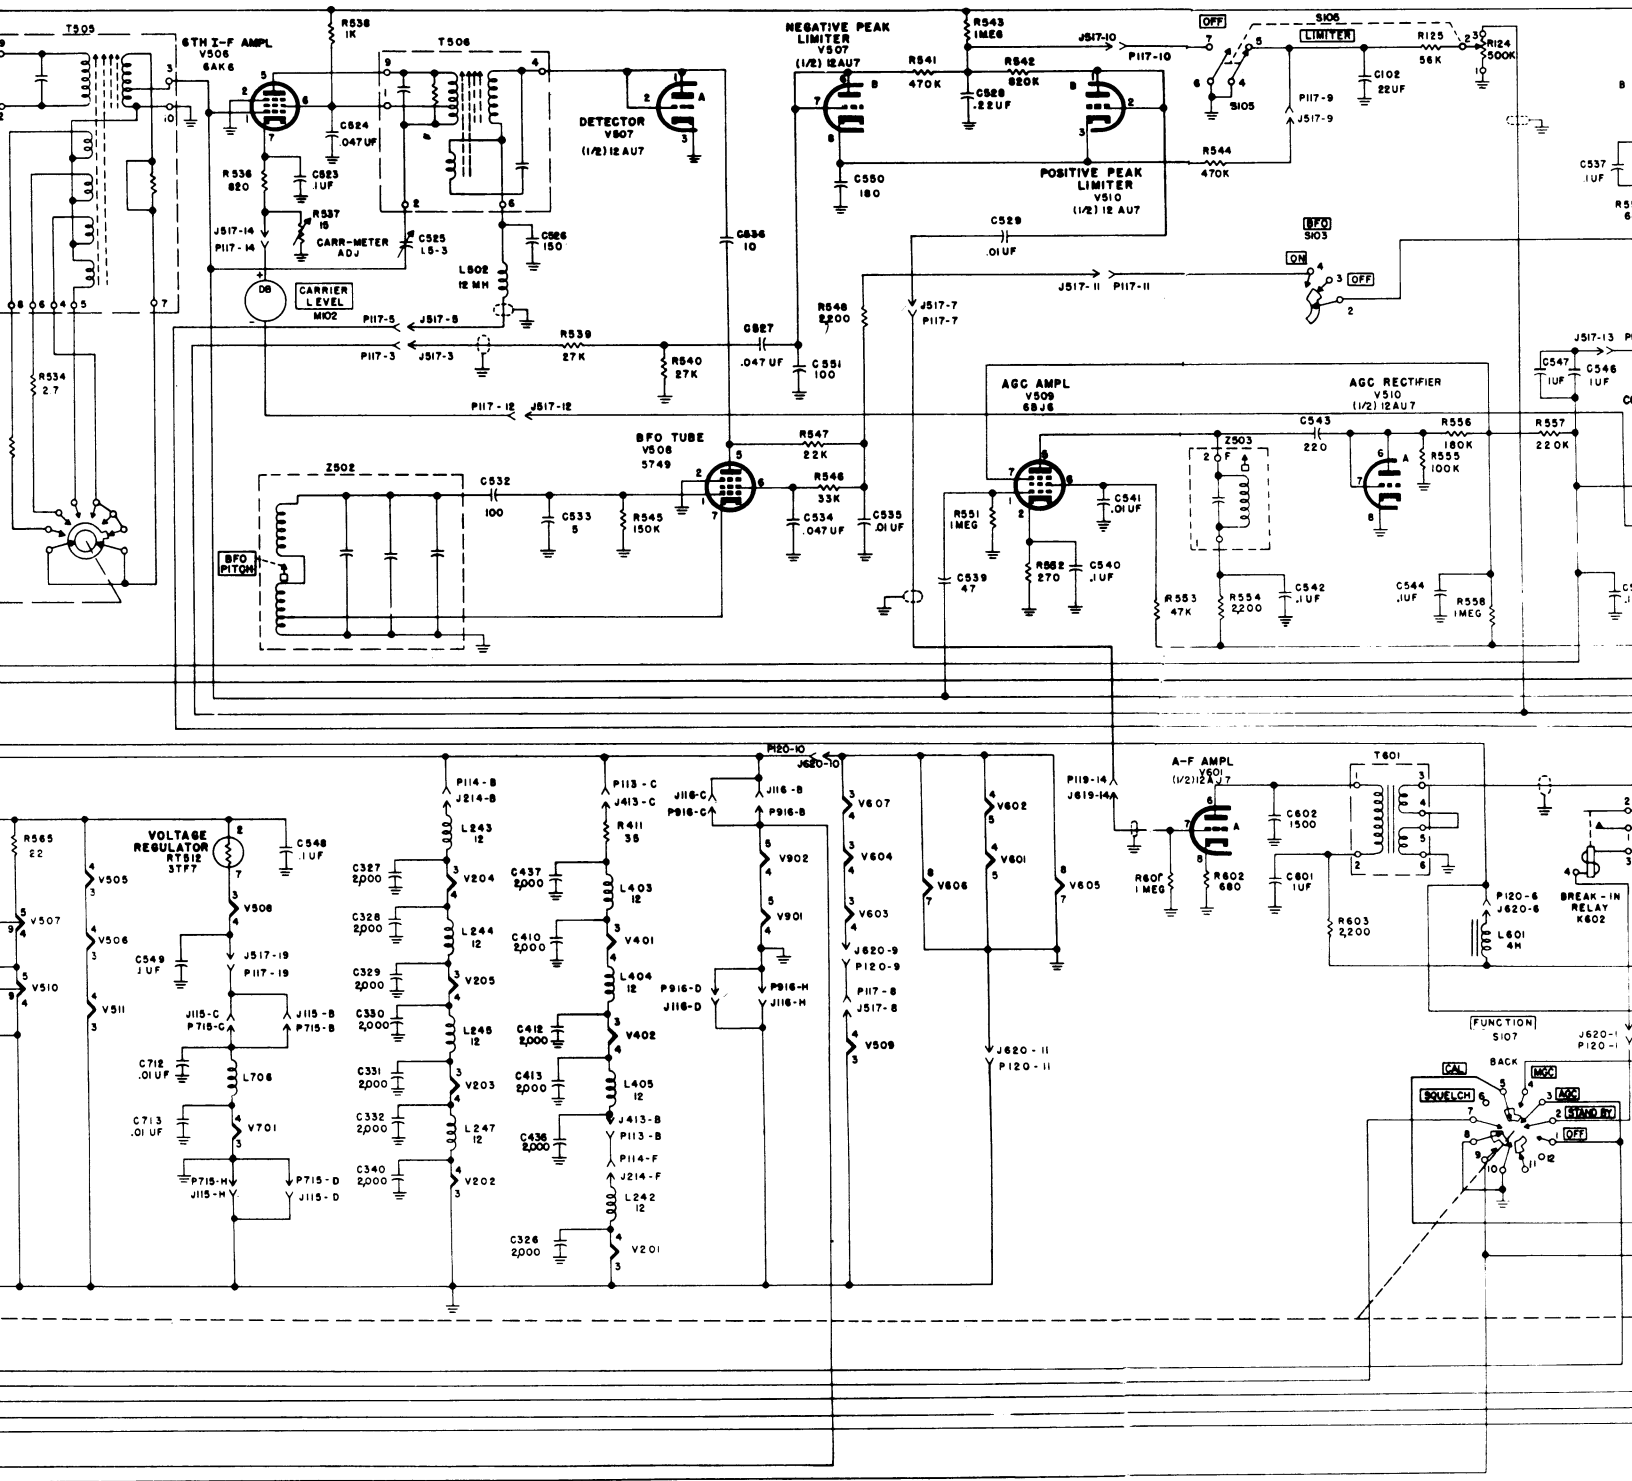 T505
6TH I-F AMPL
V506
6AK6
R538
1K
T506
DETECTOR
V507
(1/2) 12AU7
NEGATIVE PEAK
LIMITER
V507
(1/2) 12AU7
R541
470K
R543
1MEG
R542
820K
C528
.22UF
J517-10
P117-10
OFF
S106
LIMITER
S105
R125
56K
R124
500K
C102
22UF
P117-9
J517-9
R544
470K
POSITIVE PEAK
LIMITER
V510
(1/2) 12 AU7
C550
180
C524
.047UF
C523
.1UF
R536
820
R537
15
CARR-METER
ADJ
J517-14
P117-14
C525
1.5-3
C526
150
L502
12MH
DB
CARRIER
LEVEL
M102
P117-5
J517-5
P117-3
J517-3
R539
27K
R540
27K
C527
.047 UF
C551
100
C536
10
C529
.01UF
R548
2200
J517-7
P117-7
J517-11
P117-11
BFO
S103
ON
OFF
C537
.1UF
J517-13
C547
1UF
C546
1UF
R534
2.7
P117-12
J517-12
BFO TUBE
V508
5749
R547
22K
R546
33K
C534
.047UF
C535
.01UF
AGC AMPL
V509
6BJ6
AGC RECTIFIER
V510
(1/2) 12AU7
C543
220
R556
180K
R555
100K
R557
220K
Z503
Z502
C532
100
C533
5
R545
150K
BFO
PITCH
R551
1MEG
C541
.01UF
R552
270
C540
.1UF
C539
47
R553
47K
R554
2,200
C542
.1UF
C544
.1UF
R558
1MEG
P120-10
J620-10
A-F AMPL
V601
(1/2)12AU7
T601
P119-14
J619-14
C602
1500
C601
1UF
R601
1 MEG
R602
680
R603
2,200
P120-6
J620-6
L601
4H
BREAK-IN
RELAY
K602
R565
22
VOLTAGE
REGULATOR
RT512
3TF7
C548
.1UF
V505
V507
V506
V510
V511
V508
C549
.1UF
J517-19
P117-19
J115-C
P715-C
J115-B
P715-B
C712
.01UF
L706
C713
.01 UF
V701
P715-H
J115-H
P715-D
J115-D
P114-B
J214-B
L243
12
C327
2,000
V204
C328
2,000
L244
12
C329
2,000
V205
C330
2,000
L245
12
C331
2,000
V203
C332
2,000
L247
12
C340
2,000
V202
P113-C
J413-C
R411
35
C437
2,000
L403
12
C410
2,000
V401
L404
12
C412
2,000
V402
C413
2,000
L405
12
J413-B
P113-B
C436
2,000
P114-F
J214-F
L242
12
C326
2,000
V201
J116-C
P916-C
J116-B
P916-B
V902
V901
P916-D
J116-D
P916-H
J116-H
V607
V604
V603
J620-9
P120-9
P117-8
J517-8
V509
V602
V601
V606
V605
J620-11
P120-11
FUNCTION
S107
BACK
J620-1
P120-1
CAL
MGC
SQUELCH
AGC
STAND BY
OFF